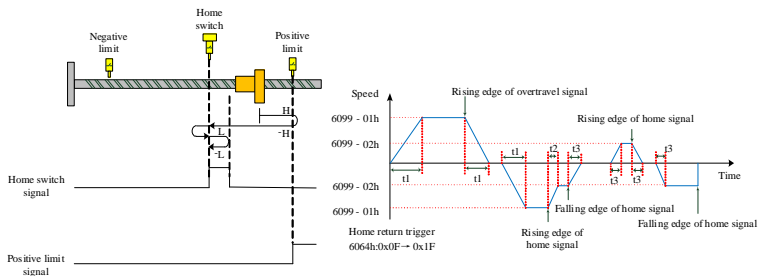 Home
switch
Negative
limit
Positive
limit
H
-H
L
-L
Home switch
signal
Positive limit
signal
Speed
Rising edge of overtravel signal
Rising edge of home signal
6099 - 01h
6099 - 02h
t1
t1
t1
t2
t3
t3
t3
t3
Time
6099 - 02h
6099 - 01h
Falling edge of home signal
Falling edge of home signal
Rising edge of
home signal
Home return trigger
6064h:0x0F→ 0x1F